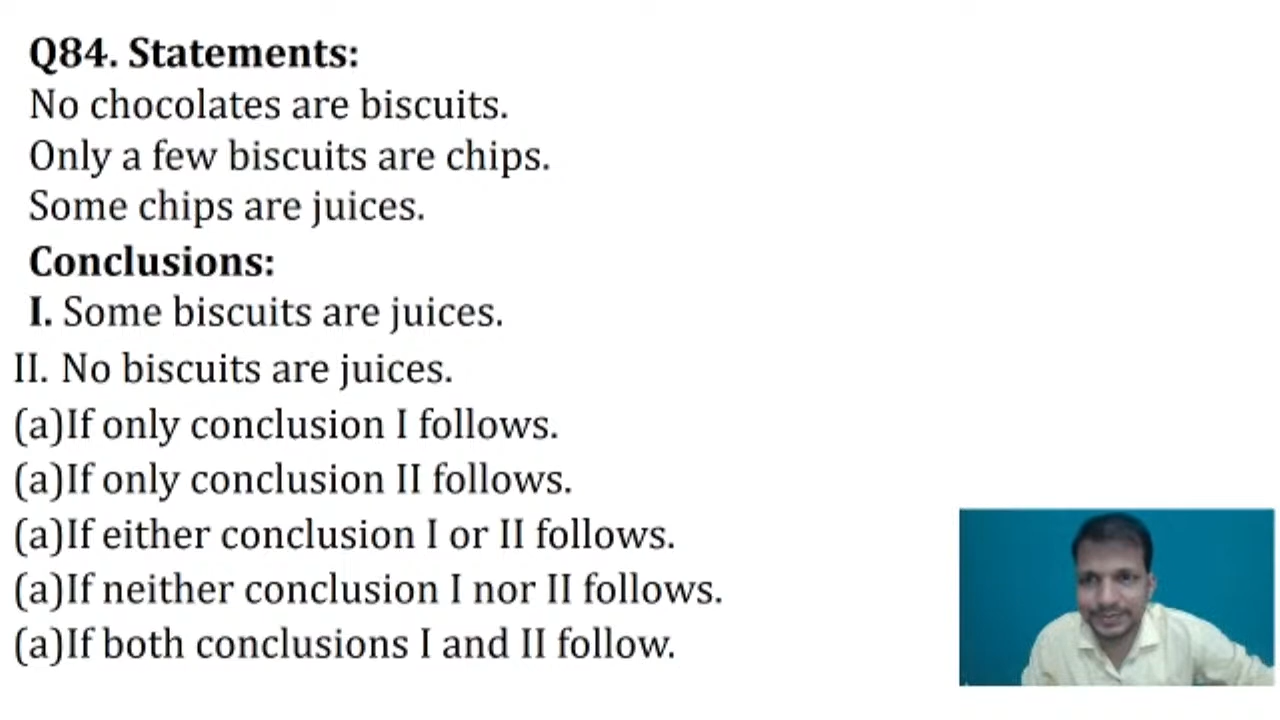 Q84. Statements:
No chocolates are biscuits.
Only a few biscuits are chips.
Some chips are juices.
Conclusions:
I. Some biscuits are juices.
II. No biscuits are juices.
(a)If only conclusion I follows.
(a)If only conclusion II follows.
(a)If either conclusion I or II follows.
(a)If neither conclusion I nor II follows.
(a)If both conclusions I and II follow.